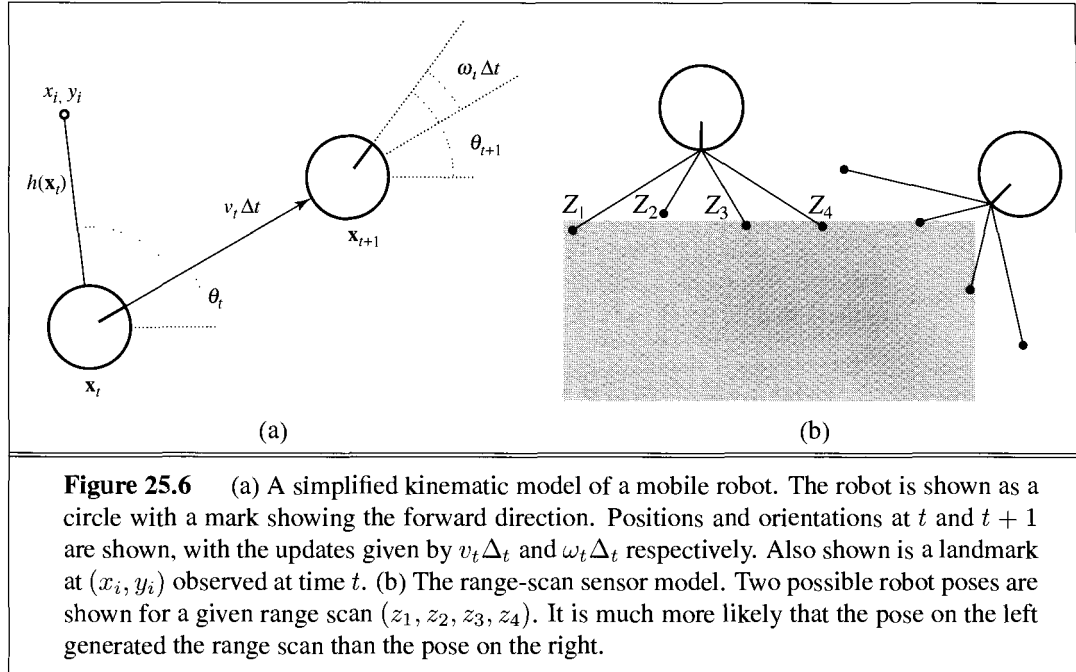 x_i, y_i
h(x_t)
v_t Δt
ω_t Δt
θ_{t+1}
x_{t+1}
θ_t
x_t
(a)
Z_1
Z_2
Z_3
Z_4
(b)
Figure 25.6 (a) A simplified kinematic model of a mobile robot. The robot is shown as a
circle with a mark showing the forward direction. Positions and orientations at t and t + 1
are shown, with the updates given by v_tΔ_t and ω_tΔ_t respectively. Also shown is a landmark
at (x_i, y_i) observed at time t. (b) The range-scan sensor model. Two possible robot poses are
shown for a given range scan (z_1, z_2, z_3, z_4). It is much more likely that the pose on the left
generated the range scan than the pose on the right.